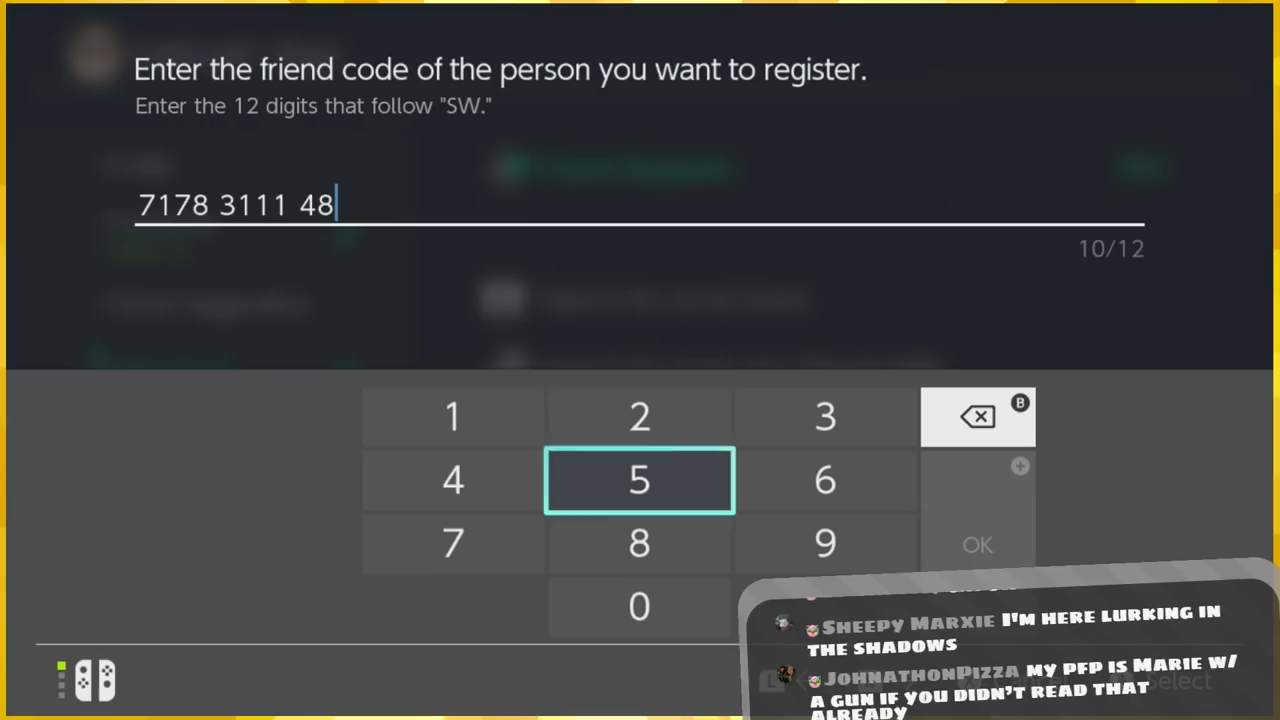 Enter the friend code of the person you want to register.
Enter the 12 digits that follow "SW."
7178 3111 48
10/12
1 2 3 B
4 5 6
7 8 9 OK
0
SHEEPY MARXIE I'M HERE LURKING IN
THE SHADOWS
JOHNATHONPIZZA MY PFP IS MARIE W/
A GUN IF YOU DIDN'T READ THAT
ALREADY
L
Select